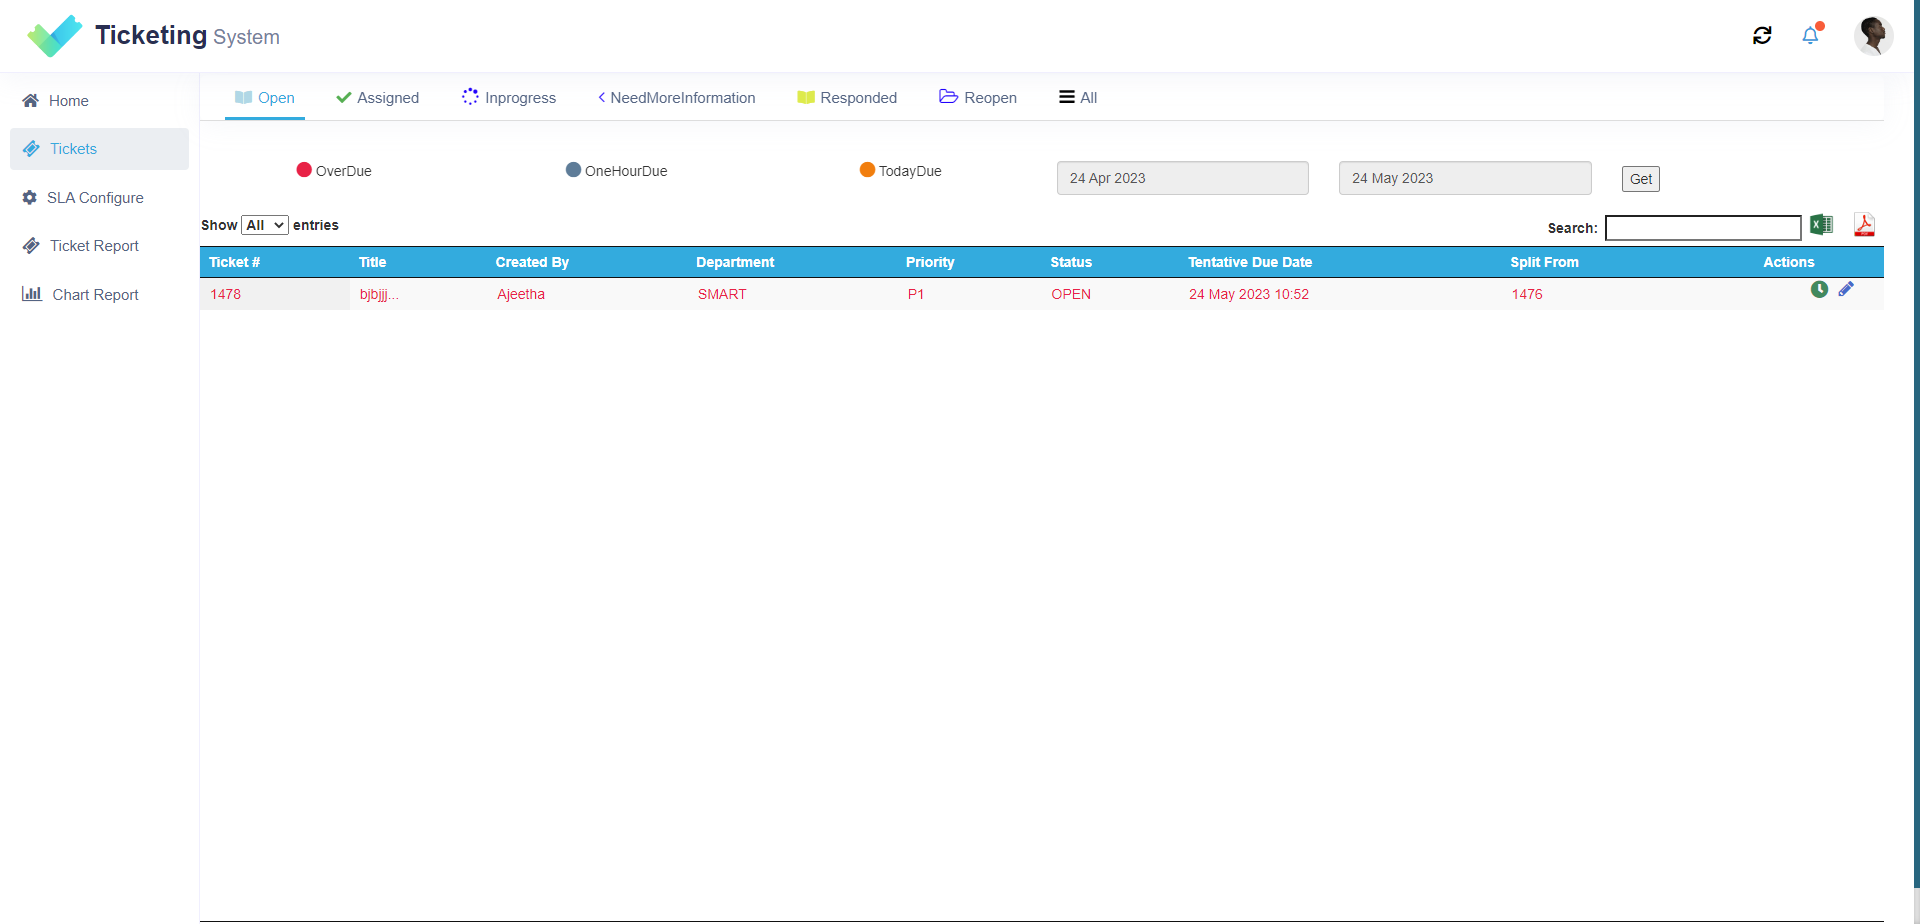 Ticketing System
Home
Tickets
SLA Configure
Ticket Report
Chart Report
Open Assigned Inprogress NeedMoreInformation Responded Reopen All
OverDue OneHourDue TodayDue 24 Apr 2023 24 May 2023 Get
Show All entries Search:
Ticket # Title Created By Department Priority Status Tentative Due Date Split From Actions
1478 bjbjjj... Ajeetha SMART P1 OPEN 24 May 2023 10:52 1476